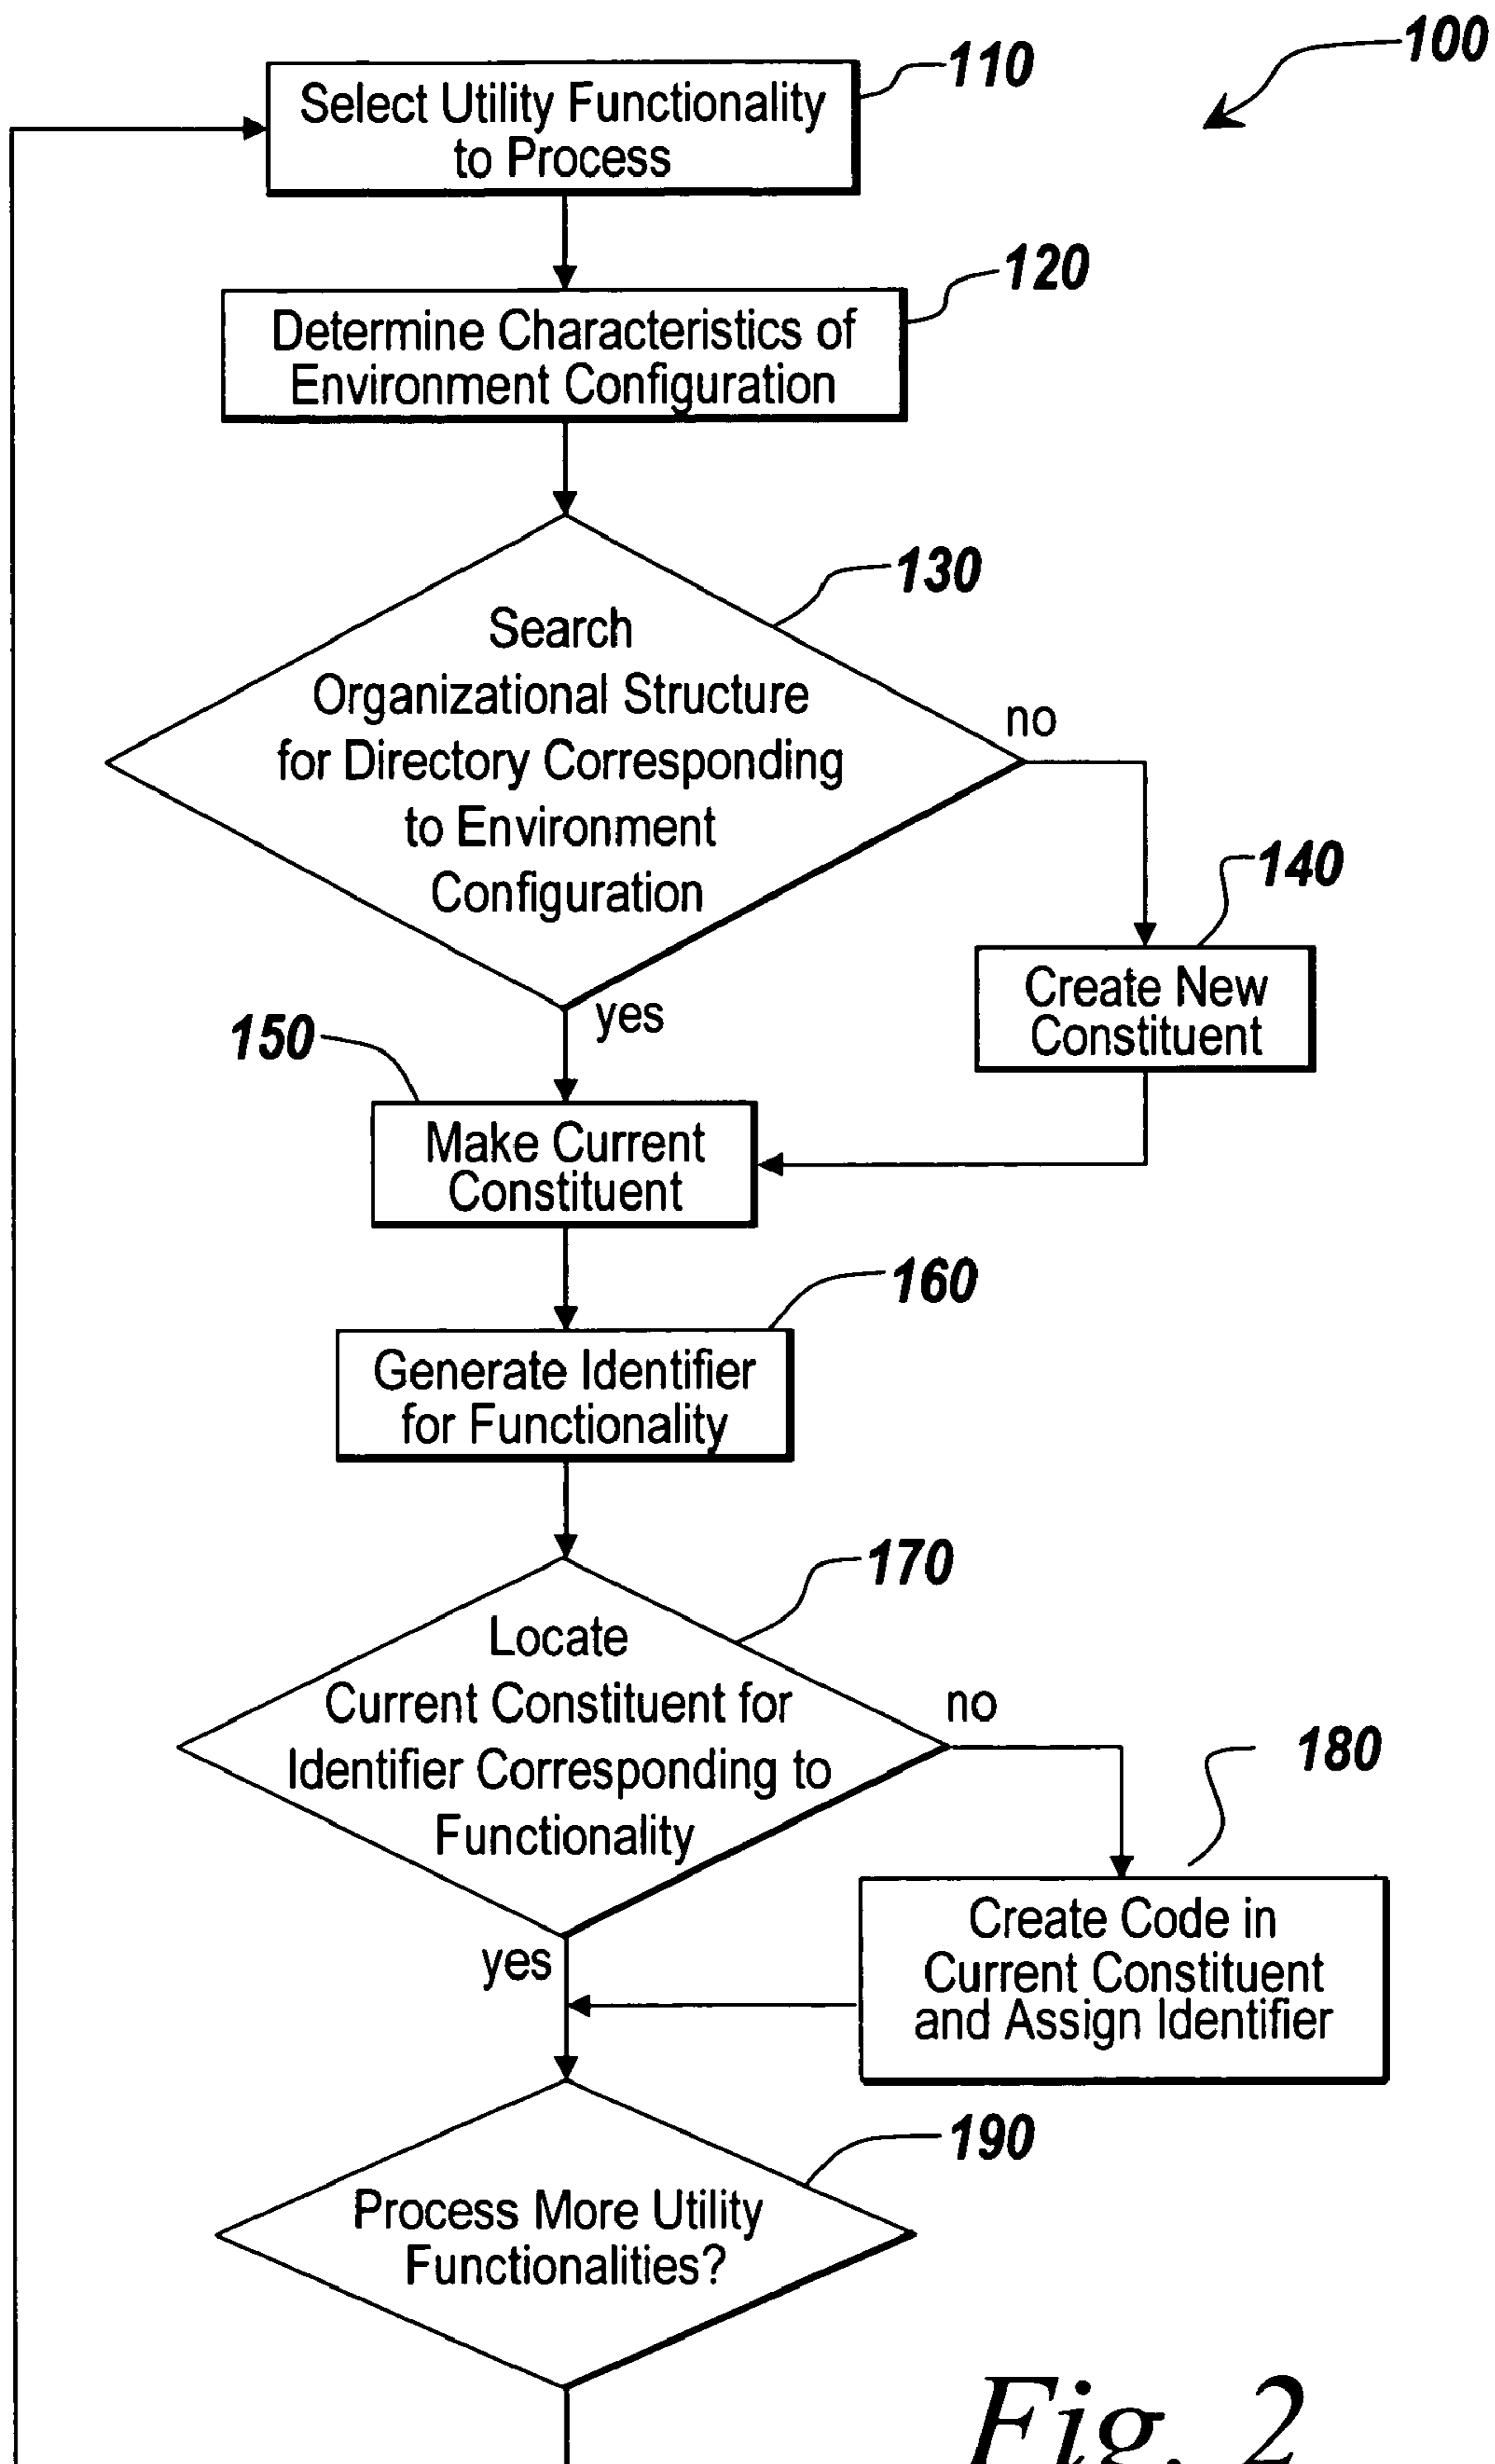 100
110
Select Utility Functionality
to Process
120
Determine Characteristics of
Environment Configuration
130
Search
Organizational Structure
for Directory Corresponding
to Environment
Configuration
no
140
Create New
Constituent
yes
150
Make Current
Constituent
160
Generate Identifier
for Functionality
170
Locate
Current Constituent for
Identifier Corresponding to
Functionality
no
180
Create Code in
Current Constituent
and Assign Identifier
yes
190
Process More Utility
Functionalities?
Fig. 2